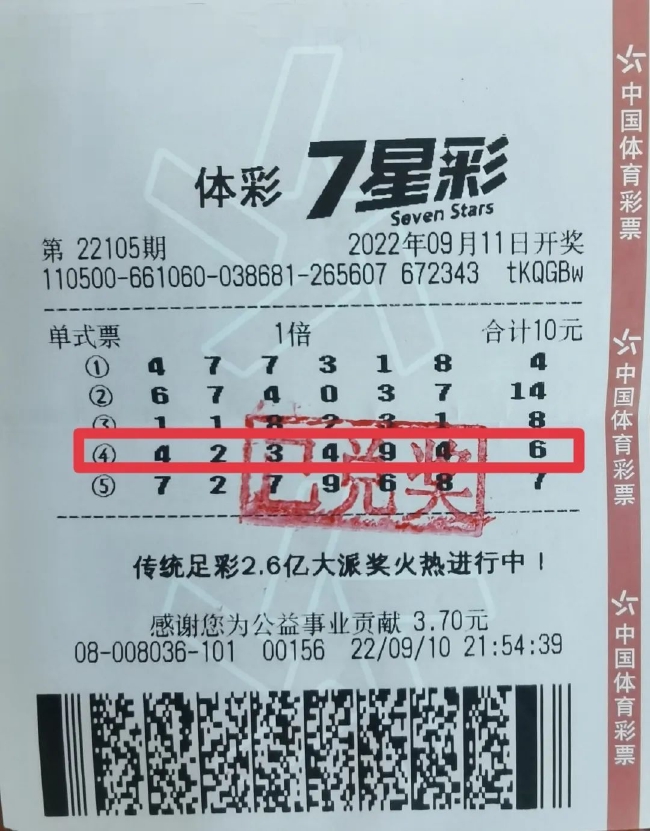 体彩 7星彩
Seven Stars
第 22105期 2022年09月11日开奖
110500-661060-038681-265607 672343 tKQGBw
单式票 1倍 合计10元
① 4 7 7 3 1 8 4
② 6 7 4 0 3 7 14
③ 1 1 8 2 3 1 8
④ 4 2 3 4 9 4 6
⑤ 7 2 7 9 6 8 7
已兑奖
传统足彩2.6亿大派奖火热进行中！
感谢您为公益事业贡献 3.70元
08-008036-101 00156 22/09/10 21:54:39
中国体育彩票
中国体育彩票
中国体育彩票